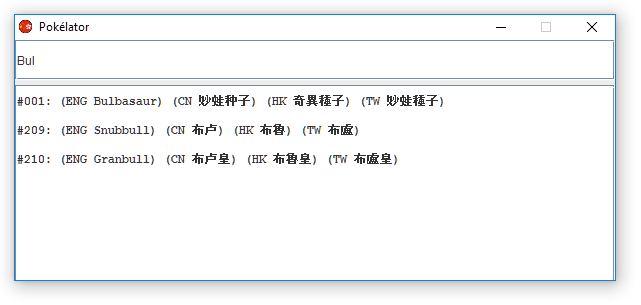 Pokélator
Bul
#001: (ENG Bulbasaur) (CN 妙蛙种子) (HK 奇異種子) (TW 妙蛙種子)
#209: (ENG Snubbull) (CN 布卢) (HK 布魯) (TW 布盧)
#210: (ENG Granbull) (CN 布卢皇) (HK 布魯皇) (TW 布盧皇)